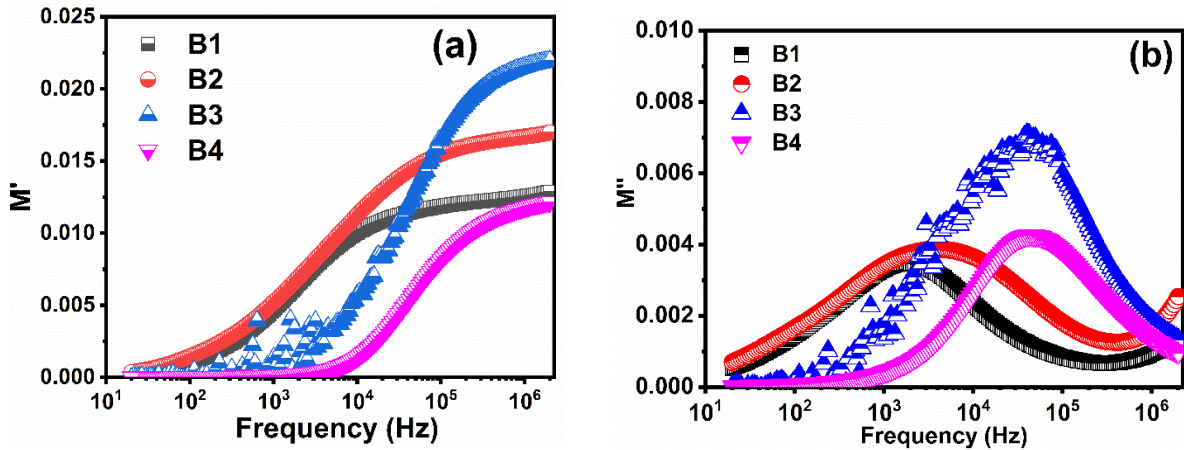 0.025
0.020
0.015
0.010
0.005
0.000
M'
(a)
B1
B2
B3
B4
10¹ 10² 10³ 10⁴ 10⁵ 10⁶
Frequency (Hz)
0.010
0.008
0.006
0.004
0.002
0.000
M''
(b)
B1
B2
B3
B4
10¹ 10² 10³ 10⁴ 10⁵ 10⁶
Frequency (Hz)